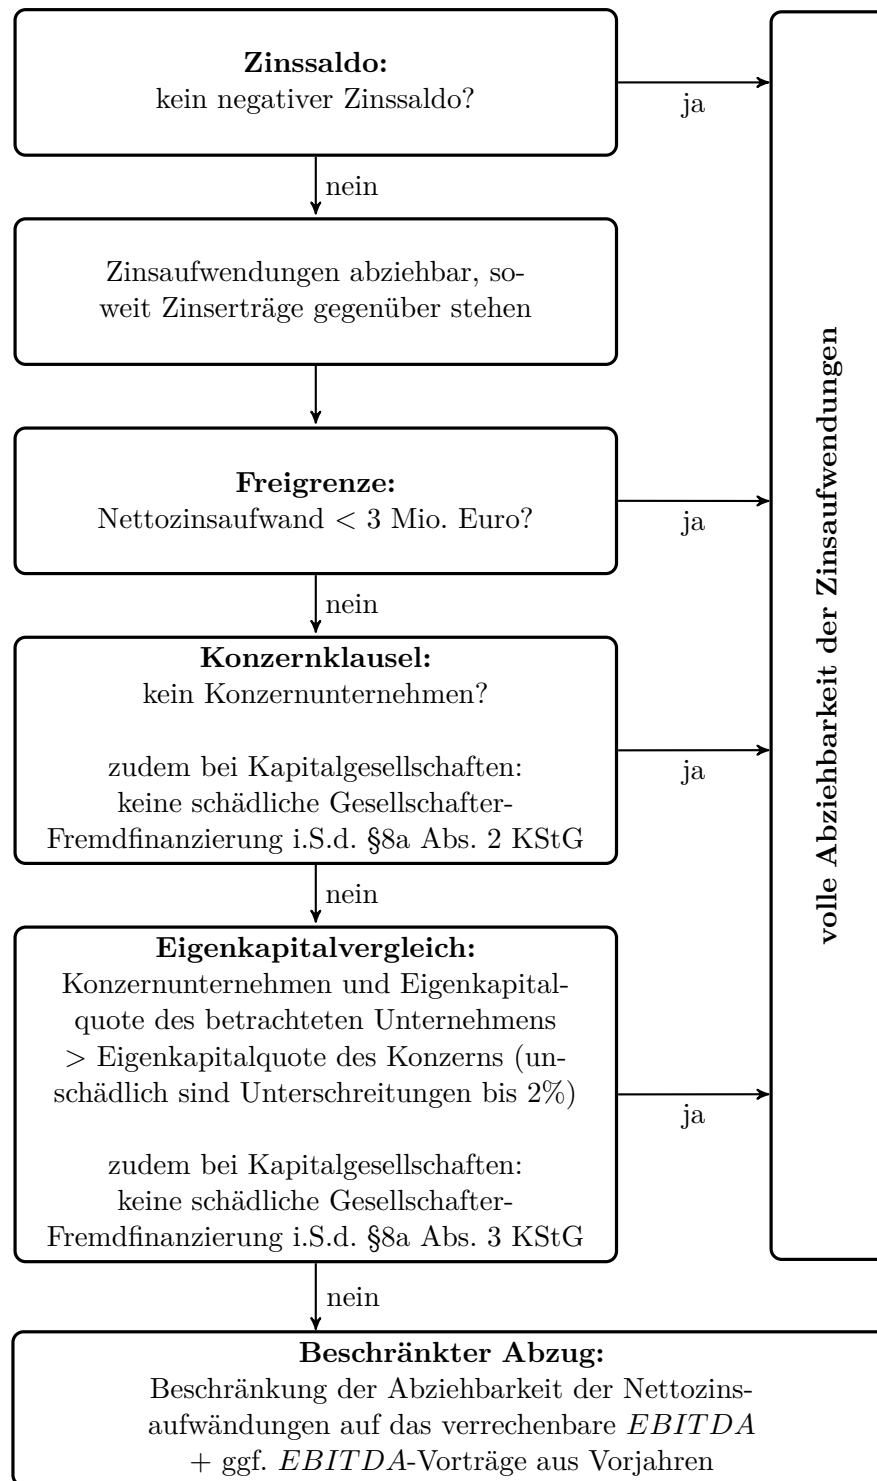 Zinssaldo:
kein negativer Zinssaldo?
ja
nein
Zinsaufwendungen abziehbar, so-
weit Zinserträge gegenüber stehen
Freigrenze:
Nettozinsaufwand < 3 Mio. Euro?
ja
nein
Konzernklausel:
kein Konzernunternehmen?
zudem bei Kapitalgesellschaften:
keine schädliche Gesellschafter-
Fremdfinanzierung i.S.d. §8a Abs. 2 KStG
ja
nein
Eigenkapitalvergleich:
Konzernunternehmen und Eigenkapital-
quote des betrachteten Unternehmens
> Eigenkapitalquote des Konzerns (un-
schädlich sind Unterschreitungen bis 2%)
zudem bei Kapitalgesellschaften:
keine schädliche Gesellschafter-
Fremdfinanzierung i.S.d. §8a Abs. 3 KStG
ja
nein
volle Abziehbarkeit der Zinsaufwendungen
Beschränkter Abzug:
Beschränkung der Abziehbarkeit der Nettozins-
aufwändungen auf das verrechenbare EBITDA
+ ggf. EBITDA-Vorträge aus Vorjahren